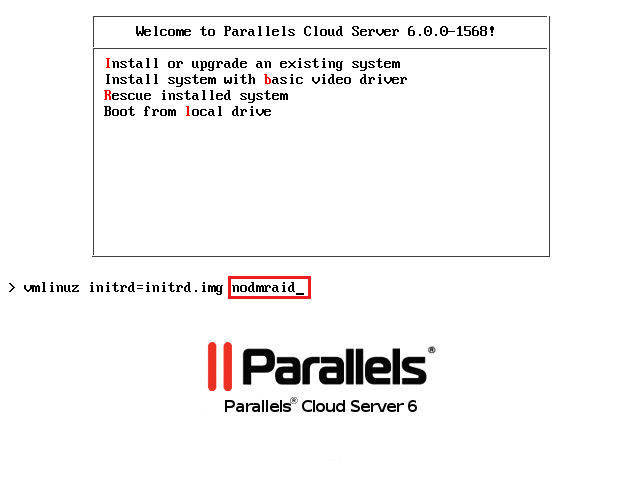 Welcome to Parallels Cloud Server 6.0.0-1568!
Install or upgrade an existing system
Install system with basic video driver
Rescue installed system
Boot from local drive
> vmlinuz initrd=initrd.img nodmraid_
Parallels®
Parallels® Cloud Server 6